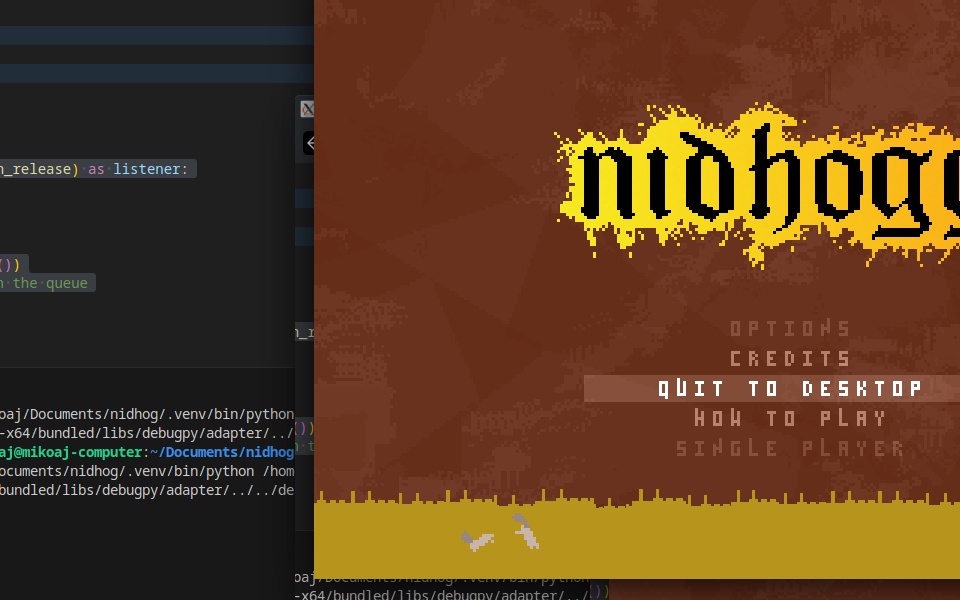 n_release) as listener:
())
n the queue
oaj/Documents/nidhog/.venv/bin/python
-x64/bundled/libs/debugpy/adapter/../
aj@mikoaj-computer:~/Documents/nidhog
ocuments/nidhog/.venv/bin/python /hom
bundled/libs/debugpy/adapter/../../de
n_r
())
nidhogg
OPTIONS
CREDITS
QUIT TO DESKTOP
HOW TO PLAY
SINGLE PLAYER
oaj/Documents/nidhog/.venv/bin/python
-x64/bundled/libs/debugpy/adapter/../
())